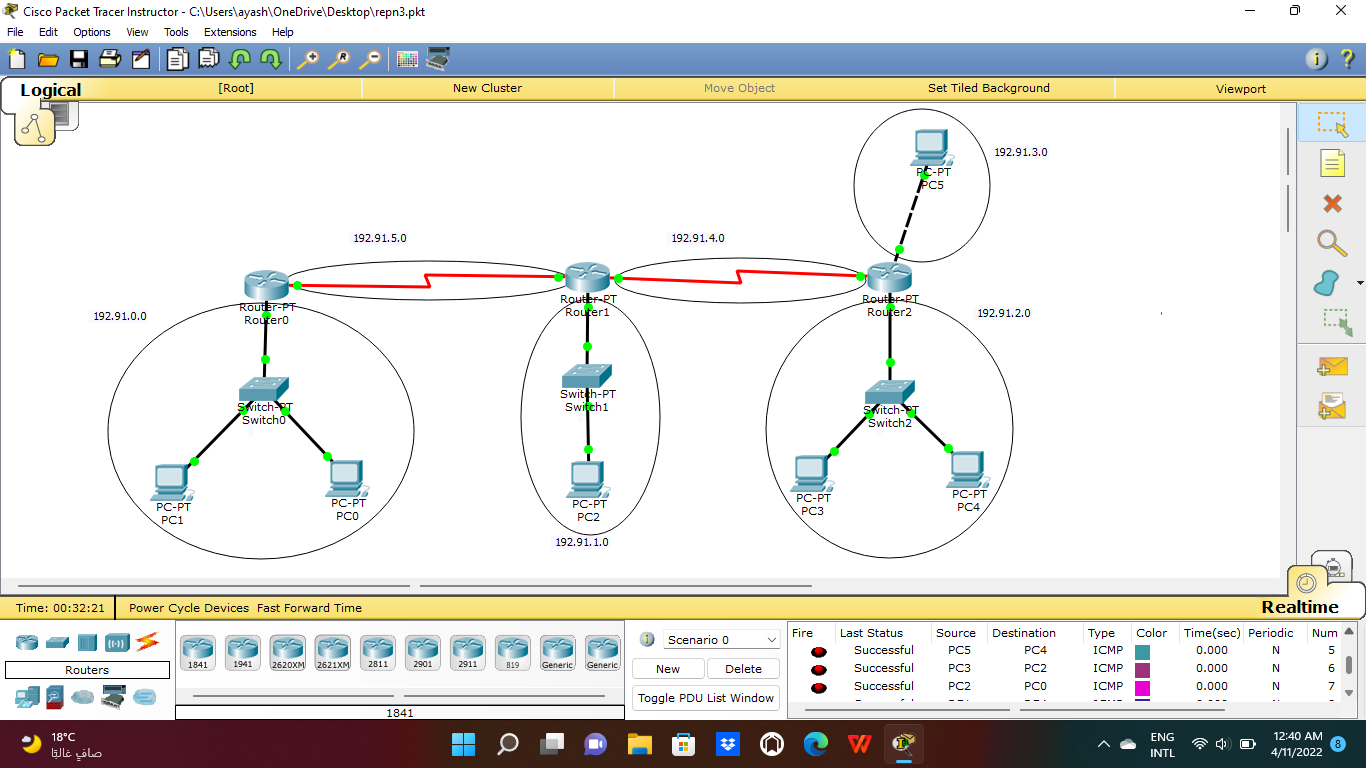 Cisco Packet Tracer Instructor - C:\Users\ayash\OneDrive\Desktop\repn3.pkt
File Edit Options View Tools Extensions Help
Logical [Root] New Cluster Move Object Set Tiled Background Viewport
PC-PT
PC5
192.91.3.0
192.91.5.0
192.91.4.0
Router-PT
Router0
Router-PT
Router1
Router-PT
Router2
192.91.0.0
192.91.2.0
Switch-PT
Switch0
Switch-PT
Switch1
Switch-PT
Switch2
PC-PT
PC1
PC-PT
PC0
PC-PT
PC2
PC-PT
PC3
PC-PT
PC4
192.91.1.0
Time: 00:32:21 Power Cycle Devices Fast Forward Time Realtime
Routers
1841 1941 2620XM 2621XM 2811 2901 2911 819 Generic Generic
1841
Scenario 0
New Delete
Toggle PDU List Window
Fire Last Status Source Destination Type Color Time(sec) Periodic Num
Successful PC5 PC4 ICMP 0.000 N 5
Successful PC3 PC2 ICMP 0.000 N 6
Successful PC2 PC0 ICMP 0.000 N 7
18°C
صافٍ غالبًا
ENG
INTL
12:40 AM
4/11/2022
8